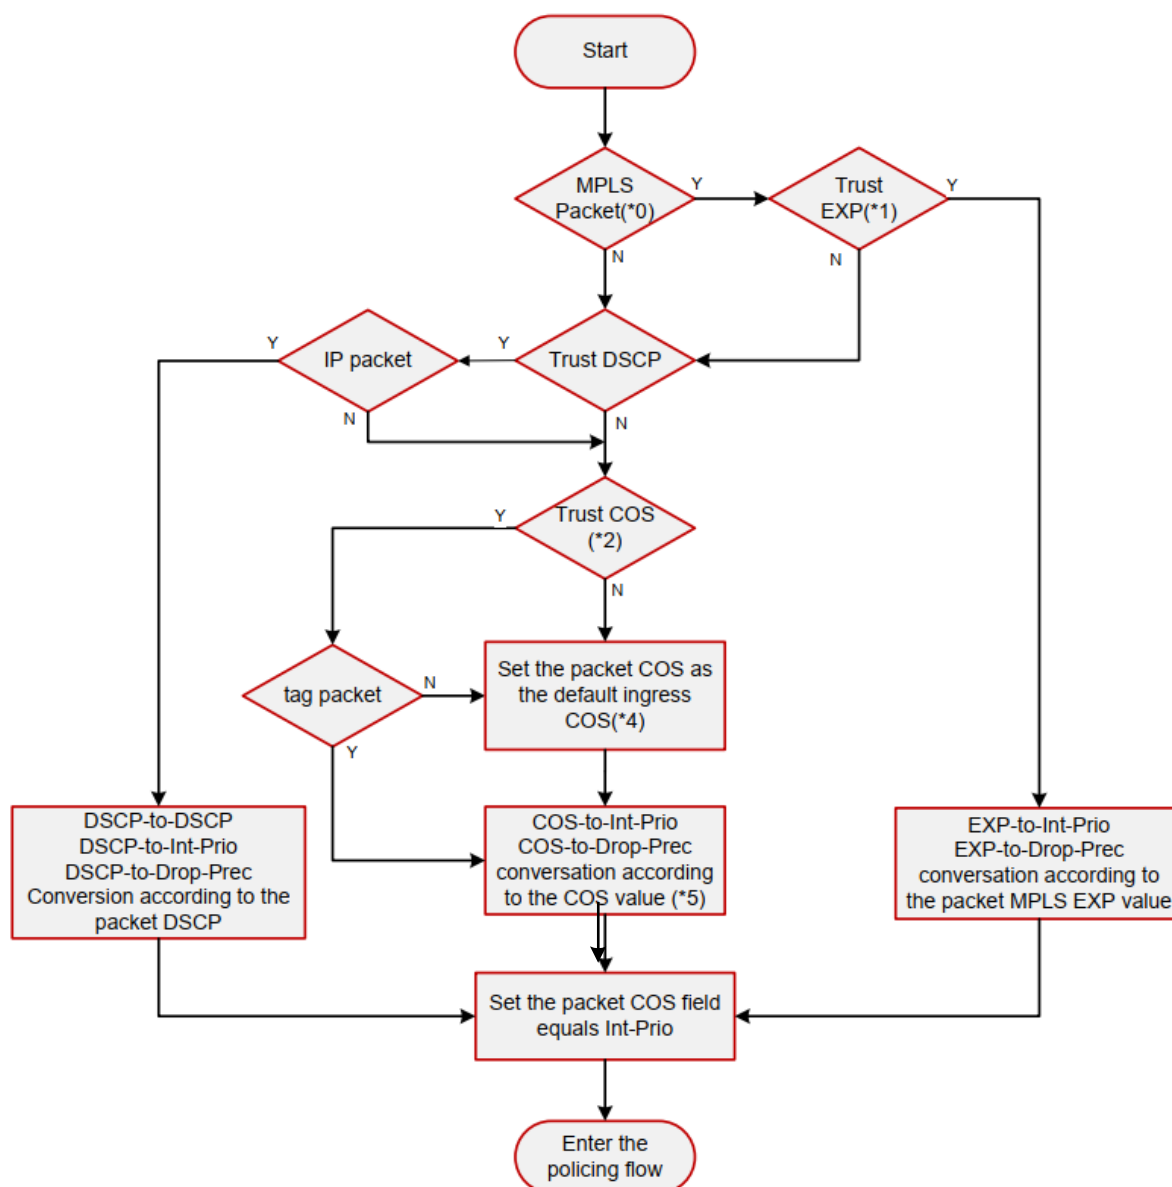 Start
MPLS
Packet(*0)
Y
Trust
EXP(*1)
Y
N
N
Y
IP packet
Y
Trust DSCP
N
N
Y
Trust COS
(*2)
N
tag packet
N
Y
Set the packet COS as
the default ingress
COS(*4)
DSCP-to-DSCP
DSCP-to-Int-Prio
DSCP-to-Drop-Prec
Conversion according to the
packet DSCP
COS-to-Int-Prio
COS-to-Drop-Prec
conversation according
to the COS value (*5)
EXP-to-Int-Prio
EXP-to-Drop-Prec
conversation according to
the packet MPLS EXP value
Set the packet COS field
equals Int-Prio
Enter the
policing flow